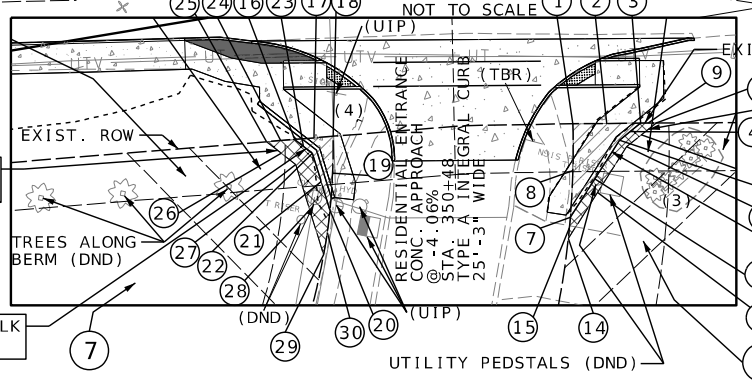 25 24 16 23 17 18
(UIP)
NOT TO SCALE
1 2 3
UTV
UTV
(TBR)
9
(4)
EXIST. ROW
19
8
(3)
26
RESIDENTIAL ENTRANCE
CONC. APPROACH
@ -4.06%
STA. 350+48
TYPE A INTEGRAL CURB
25'-3" WIDE
TREES ALONG
BERM (DND)
27
22
21
7
28
(DND)
(UIP)
LK
7
29
30
20
15
14
UTILITY PEDSTALS (DND)